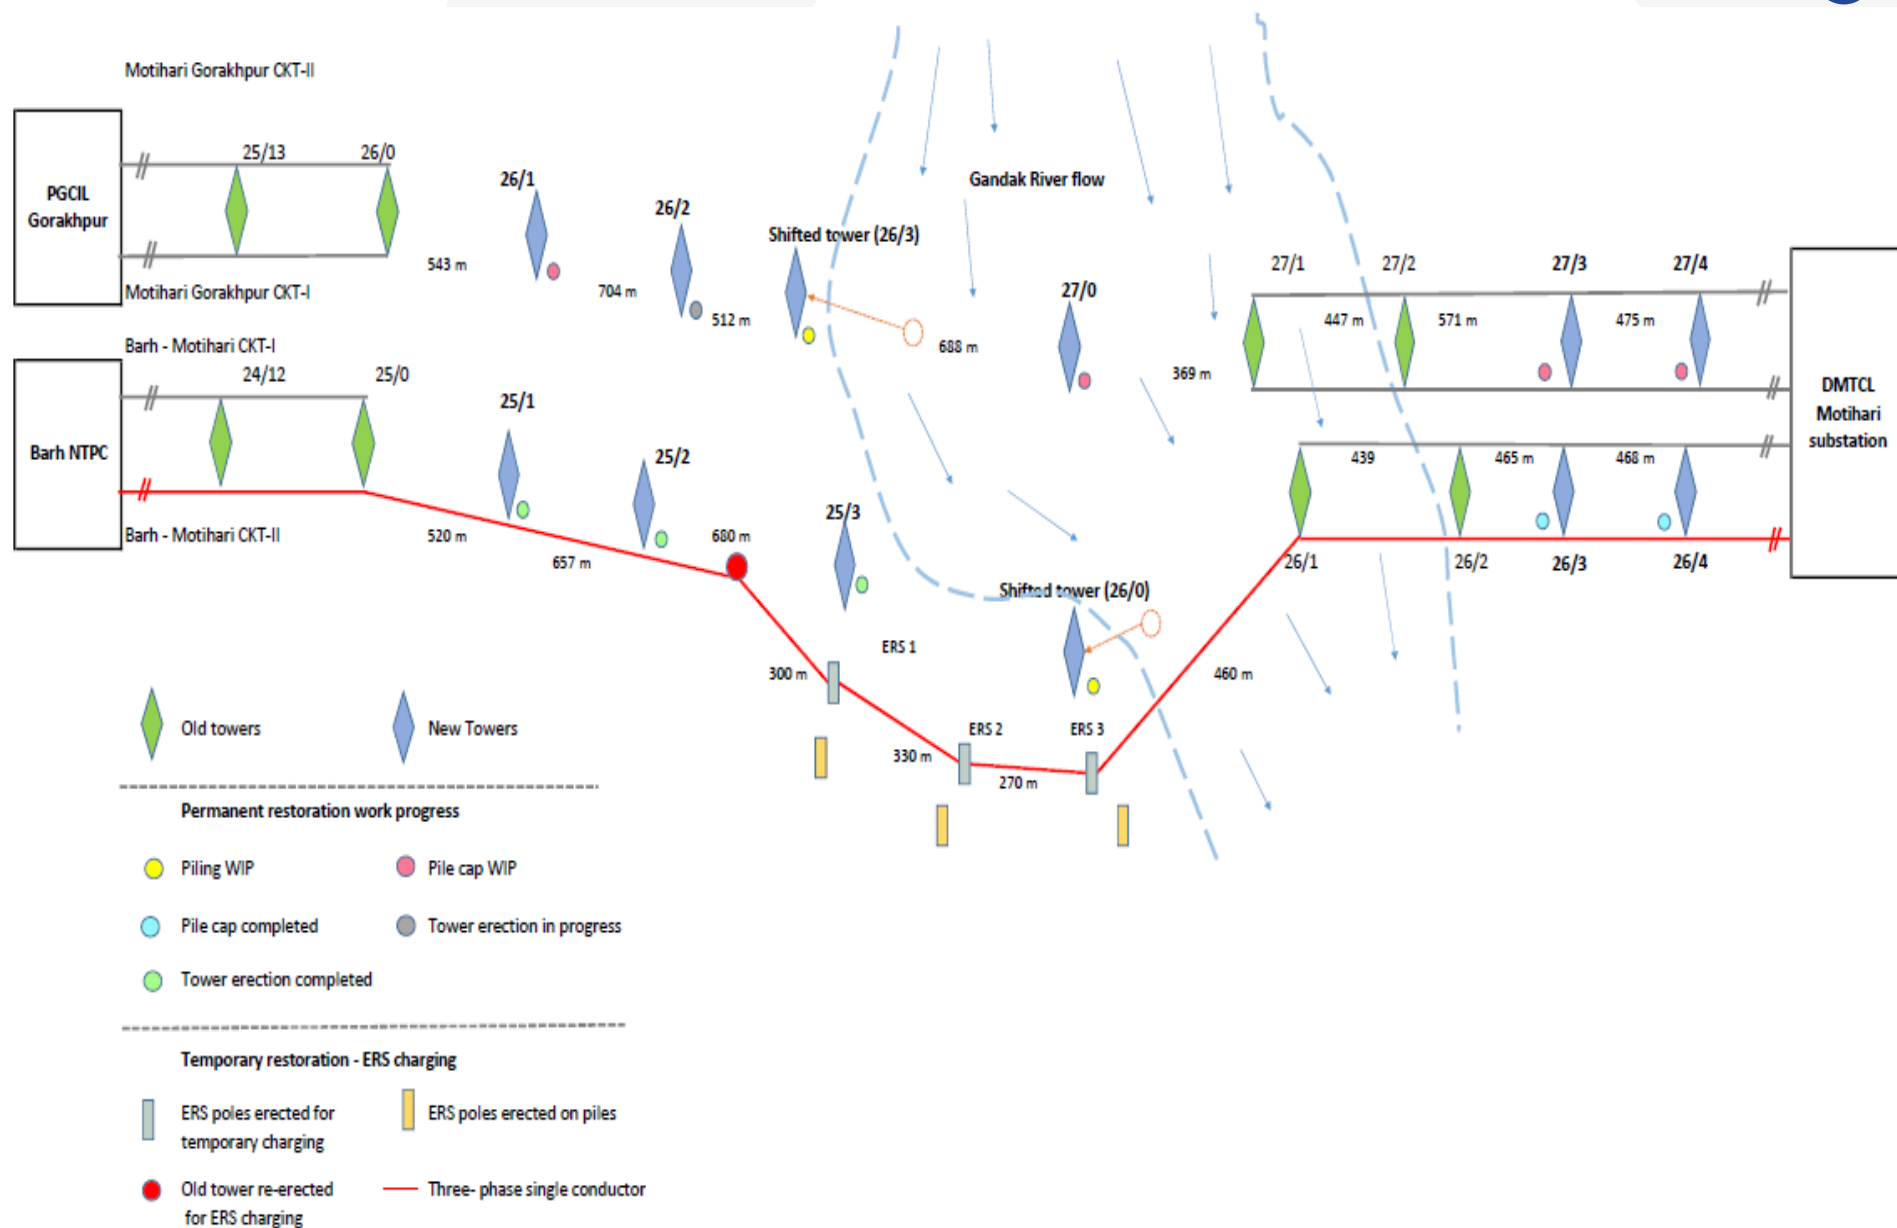 Motihari Gorakhpur CKT-II
PGCIL
Gorakhpur
25/13
26/0
26/1
26/2
Shifted tower (26/3)
Gandak River flow
543 m
704 m
512 m
688 m
27/0
369 m
27/1
27/2
27/3
27/4
447 m
571 m
475 m
Motihari Gorakhpur CKT-I
Barh - Motihari CKT-I
24/12
25/0
25/1
25/2
25/3
Barh NTPC
Barh - Motihari CKT-II
520 m
657 m
680 m
DMTCL
Motihari
substation
439
465 m
468 m
26/1
26/2
26/3
26/4
Shifted tower (26/0)
ERS 1
300 m
ERS 2
ERS 3
330 m
270 m
460 m
Old towers
New Towers
Permanent restoration work progress
Piling WIP
Pile cap WIP
Pile cap completed
Tower erection in progress
Tower erection completed
Temporary restoration - ERS charging
ERS poles erected for
temporary charging
ERS poles erected on piles
Old tower re-erected
for ERS charging
Three- phase single conductor